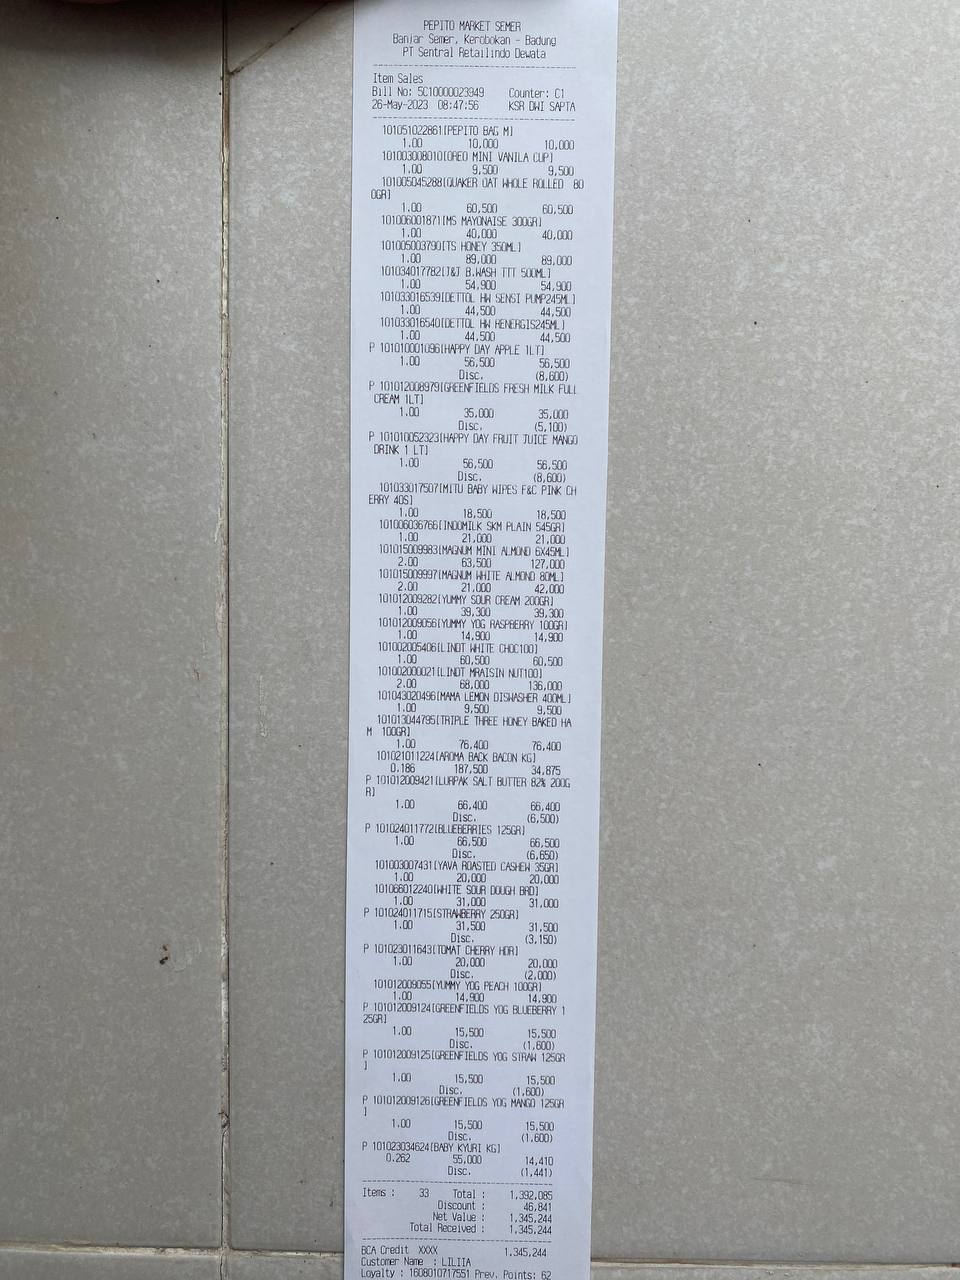 PEPITO MARKET SEMER
Banjar Semer, Kerobokan - Badung
PT Sentral Retailindo Dewata
Item Sales
Bill No: 5C10000023949 Counter: C1
26-May-2023 08:47:56 KSR DWI SAPTA
101051022861[PEPITO BAG M]
1.00 10,000 10,000
101003008010[OREO MINI VANILA CUP]
1.00 9,500 9,500
101005045288[QUAKER OAT WHOLE ROLLED 80
0GR]
1.00 60,500 60,500
101006001871[MS MAYONAISE 300GR]
1.00 40,000 40,000
101005003790[TS HONEY 350ML]
1.00 89,000 89,000
101034017782[J&J B.WASH TTT 500ML]
1.00 54,900 54,900
101033016539[DETTOL HW SENSI PUMP245ML]
1.00 44,500 44,500
101033016540[DETTOL HW RENERGIS245ML]
1.00 44,500 44,500
P 101010001096[HAPPY DAY APPLE 1LT]
1.00 56,500 56,500
Disc. (8,600)
P 101012008979[GREENFIELDS FRESH MILK FULL
CREAM 1LT]
1.00 35,000 35,000
Disc. (5,100)
P 101010052323[HAPPY DAY FRUIT JUICE MANGO
DRINK 1 LT]
1.00 56,500 56,500
Disc. (8,600)
101033017507[MITU BABY WIPES F&C PINK CH
ERRY 40S]
1.00 18,500 18,500
101006036766[INDOMILK SKM PLAIN 545GR]
1.00 21,000 21,000
101015009983[MAGNUM MINI ALMOND 6X45ML]
2.00 63,500 127,000
101015009997[MAGNUM WHITE ALMOND 80ML]
2.00 21,000 42,000
101012009282[YUMMY SOUR CREAM 200GR]
1.00 39,300 39,300
101012009056[YUMMY YOG RASPBERRY 100GR]
1.00 14,900 14,900
101002005406[LINDT WHITE CHOC100]
1.00 60,500 60,500
101002000021[LINDT MRAISIN NUT100]
2.00 68,000 136,000
101043020496[MAMA LEMON DISWASHER 400ML]
1.00 9,500 9,500
101013044795[TRIPLE THREE HONEY BAKED HA
M 100GR]
1.00 76,400 76,400
101021011224[AROMA BACK BACON KG]
0.186 187,500 34,875
P 101012009421[LURPAK SALT BUTTER 82% 200G
R]
1.00 66,400 66,400
Disc. (6,500)
P 101024011772[BLUEBERRIES 125GR]
1.00 66,500 66,500
Disc. (6,650)
101003007431[YAVA ROASTED CASHEW 35GR]
1.00 20,000 20,000
101066012240[WHITE SOUR DOUGH BRD]
1.00 31,000 31,000
P 101024011715[STRAWBERRY 250GR]
1.00 31,500 31,500
Disc. (3,150)
P 101023011643[TOMAT CHERRY HDR]
1.00 20,000 20,000
Disc. (2,000)
101012009055[YUMMY YOG PEACH 100GR]
1.00 14,900 14,900
P 101012009124[GREENFIELDS YOG BLUEBERRY 1
25GR]
1.00 15,500 15,500
Disc. (1,600)
P 101012009125[GREENFIELDS YOG STRAW 125GR
]
1.00 15,500 15,500
Disc. (1,600)
P 101012009126[GREENFIELDS YOG MANGO 125GR
]
1.00 15,500 15,500
Disc. (1,600)
P 101023034624[BABY KYURI KG]
0.262 55,000 14,410
Disc. (1,441)
Items : 33 Total : 1,392,085
Discount : 46,841
Net Value : 1,345,244
Total Received : 1,345,244
BCA Credit XXXX 1,345,244
Customer Name : LILIIA
Loyalty : 1608010717551 Prev. Points: 62